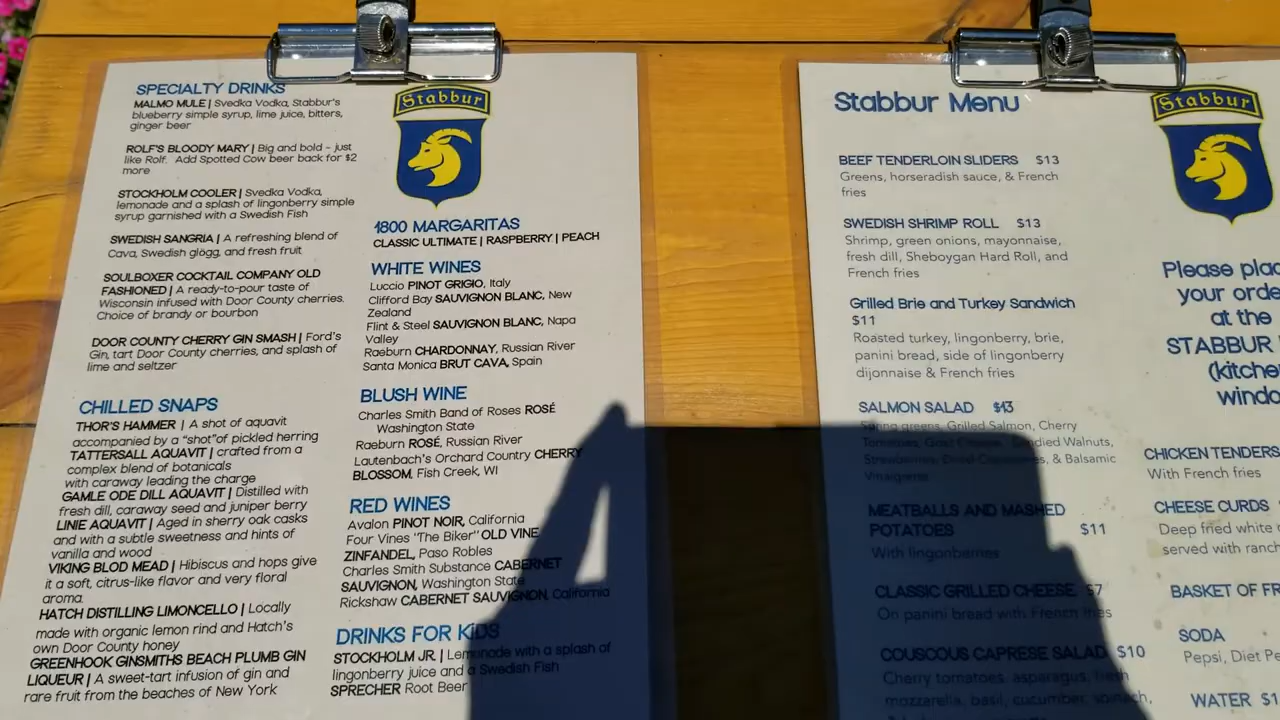 SPECIALTY DRINKS
MALMO MULE | Svedka Vodka, Stabbur's
blueberry simple syrup, lime juice, bitters,
ginger beer
ROLF'S BLOODY MARY | Big and bold - just
like Rolf. Add Spotted Cow beer back for $2
more
STOCKHOLM COOLER | Svedka Vodka,
lemonade and a splash of lingonberry simple
syrup garnished with a Swedish Fish
SWEDISH SANGRIA | A refreshing blend of
Cava, Swedish glögg, and fresh fruit
SOULBOXER COCKTAIL COMPANY OLD
FASHIONED | A ready-to-pour taste of
Wisconsin infused with Door County cherries.
Choice of brandy or bourbon
DOOR COUNTY CHERRY GIN SMASH | Ford's
Gin, tart Door County cherries, and splash of
lime and seltzer
CHILLED SNAPS
THOR'S HAMMER | A shot of aquavit
accompanied by a "shot"of pickled herring
TATTERSALL AQUAVIT | crafted from a
complex blend of botanicals
with caraway leading the charge
GAMLE ODE DILL AQUAVIT | Distilled with
fresh dill, caraway seed and juniper berry
LINIE AQUAVIT | Aged in sherry oak casks
and with a subtle sweetness and hints of
vanilla and wood
VIKING BLOD MEAD | Hibiscus and hops give
it a soft, citrus-like flavor and very floral
aroma.
HATCH DISTILLING LIMONCELLO | Locally
made with organic lemon rind and Hatch's
own Door County honey
GREENHOOK GINSMITHS BEACH PLUMB GIN
LIQUEUR | A sweet-tart infusion of gin and
rare fruit from the beaches of New York
Stabbur
1800 MARGARITAS
CLASSIC ULTIMATE | RASPBERRY | PEACH
WHITE WINES
Luccio PINOT GRIGIO, Italy
Clifford Bay SAUVIGNON BLANC, New
Zealand
Flint & Steel SAUVIGNON BLANC, Napa
Valley
Raeburn CHARDONNAY, Russian River
Santa Monica BRUT CAVA, Spain
BLUSH WINE
Charles Smith Band of Roses ROSÉ
Washington State
Raeburn ROSÉ, Russian River
Lautenbach's Orchard Country CHERRY
BLOSSOM, Fish Creek, WI
RED WINES
Avalon PINOT NOIR, California
Four Vines "The Biker" OLD VINE
ZINFANDEL, Paso Robles
Charles Smith Substance CABERNET
SAUVIGNON, Washington State
Rickshaw CABERNET SAUVIGNON, California
DRINKS FOR KIDS
STOCKHOLM JR. | Lemonade with a splash of
lingonberry juice and a Swedish Fish
SPRECHER Root Beer
Stabbur Menu
BEEF TENDERLOIN SLIDERS $13
Greens, horseradish sauce, & French
fries
SWEDISH SHRIMP ROLL $13
Shrimp, green onions, mayonnaise,
fresh dill, Sheboygan Hard Roll, and
French fries
Grilled Brie and Turkey Sandwich
$11
Roasted turkey, lingonberry, brie,
panini bread, side of lingonberry
dijonnaise & French fries
SALMON SALAD $13
Spring greens, Grilled Salmon, Cherry
Tomatoes, Goat Cheese, Candied Walnuts,
Strawberries, Dried Cranberries, & Balsamic
Vinaigrette
MEATBALLS AND MASHED
POTATOES $11
With lingonberries
CLASSIC GRILLED CHEESE $7
On panini bread with French fries
COUSCOUS CAPRESE SALAD $10
Cherry tomatoes, asparagus, fresh
mozzarella, basil, cucumber, spinach,
Stabbur
Please plac
your orde
at the
STABBUR
(kitche
windo
CHICKEN TENDERS
With French fries
CHEESE CURDS
Deep fried white
served with ranch
BASKET OF FR
SODA
Pepsi, Diet Pe
WATER $1